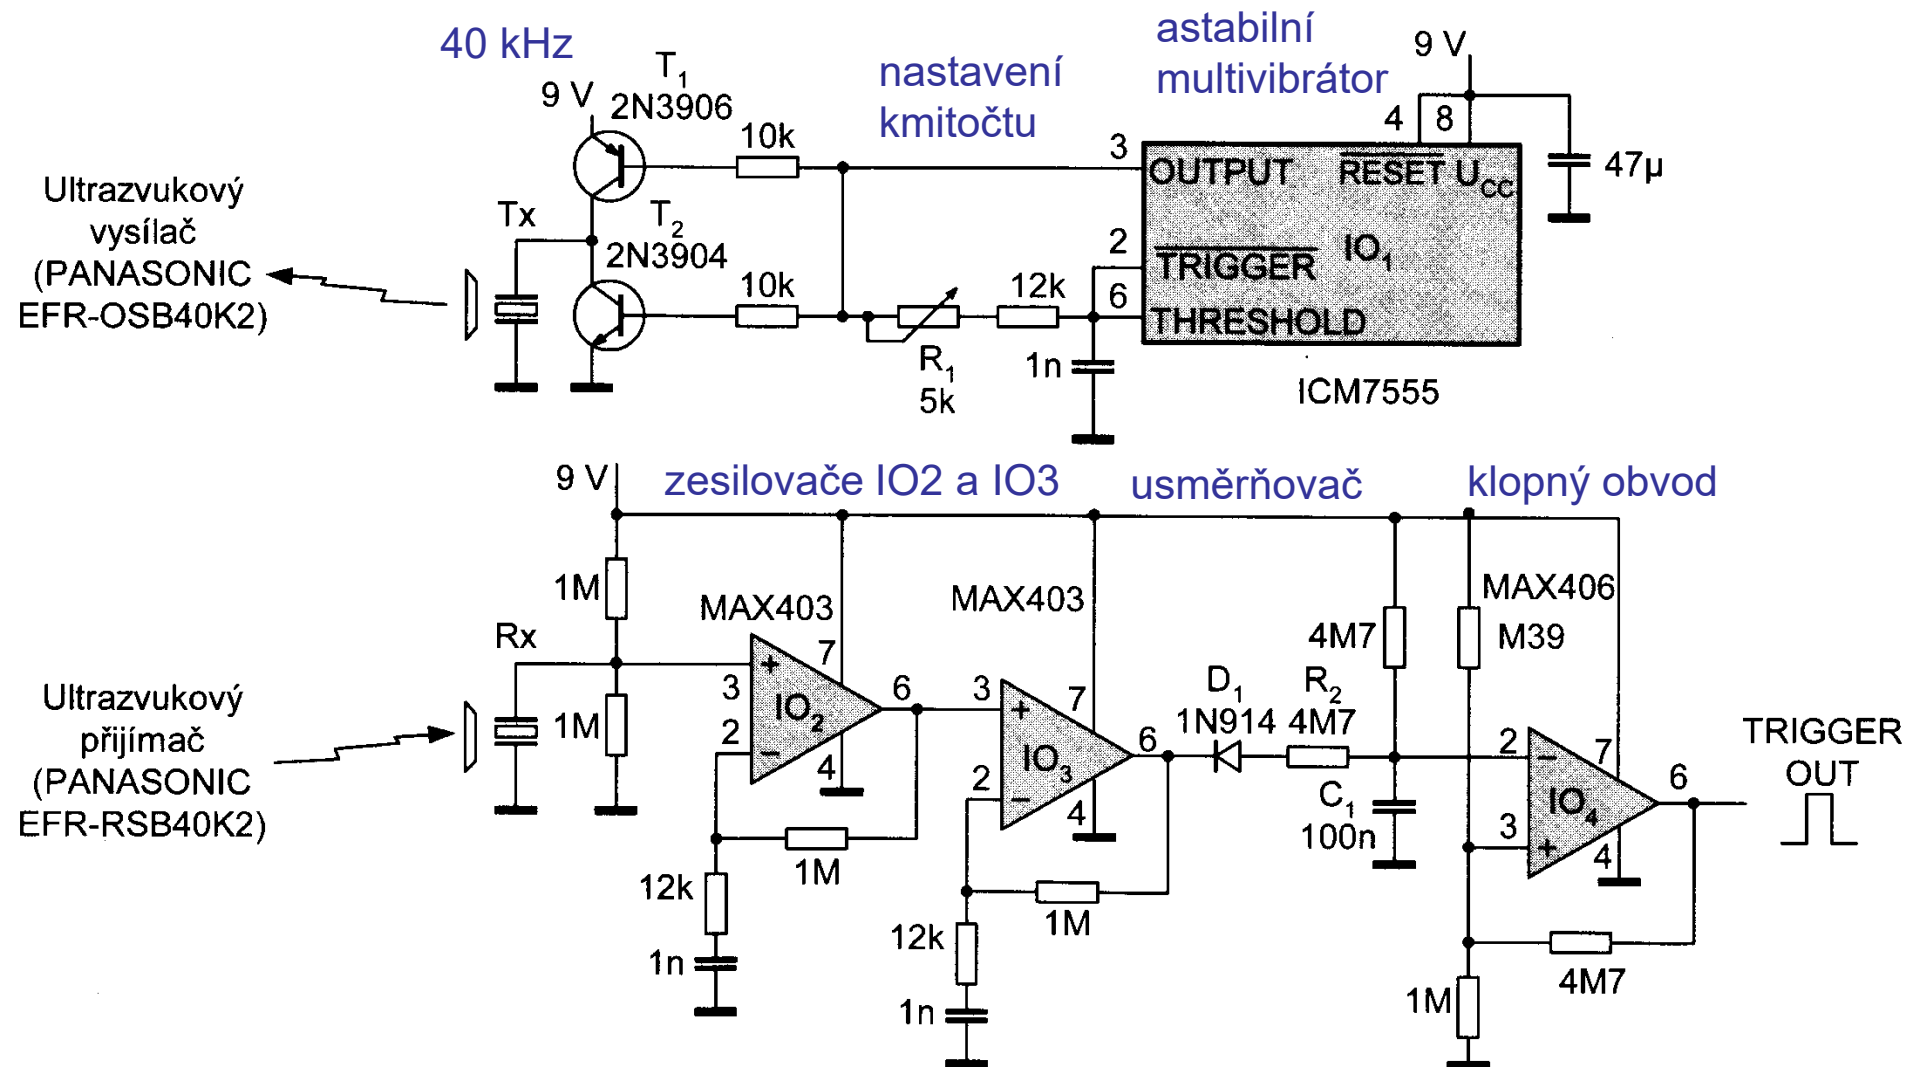 40 kHz
astabilní
multivibrátor
nastavení
kmitočtu
9 V
T1
2N3906
9 V
10k
3
4
8
OUTPUT
RESET
UCC
47µ
Ultrazvukový
vysílač
(PANASONIC
EFR-OSB40K2)
Tx
T2
2N3904
10k
12k
2
TRIGGER
IO1
6
THRESHOLD
R1
5k
1n
ICM7555
9 V
zesilovače IO2 a IO3
usměrňovač
klopný obvod
1M
MAX403
MAX403
MAX406
4M7
M39
Rx
Ultrazvukový
přijímač
(PANASONIC
EFR-RSB40K2)
1M
+
7
3
IO2
6
2
−
4
3
+
7
IO3
6
2
−
4
D1
1N914
R2
4M7
C1
100n
2
−
7
IO4
6
3
+
4
TRIGGER
OUT
1M
12k
1n
1M
12k
1n
4M7
1M